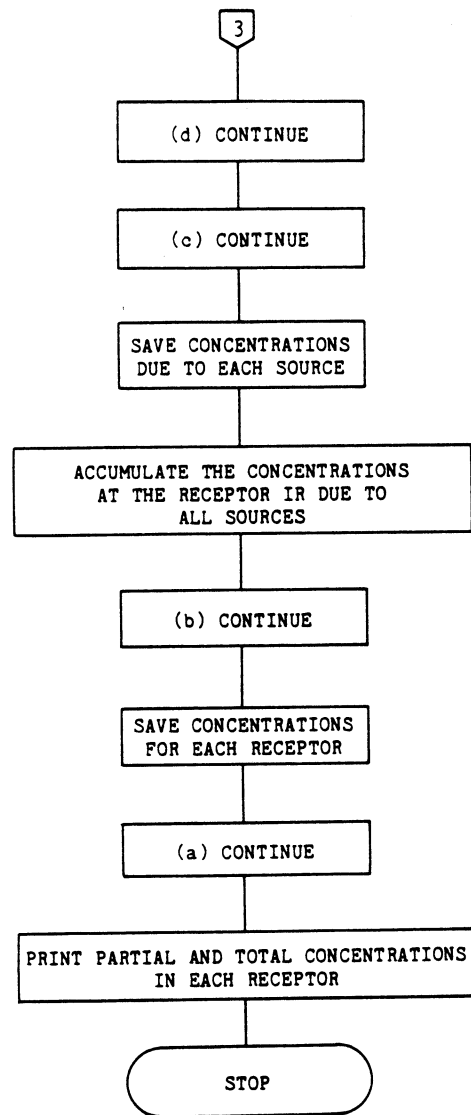 3
(d) CONTINUE
(c) CONTINUE
SAVE CONCENTRATIONS
DUE TO EACH SOURCE
ACCUMULATE THE CONCENTRATIONS
AT THE RECEPTOR IR DUE TO
ALL SOURCES
(b) CONTINUE
SAVE CONCENTRATIONS
FOR EACH RECEPTOR
(a) CONTINUE
PRINT PARTIAL AND TOTAL CONCENTRATIONS
IN EACH RECEPTOR
STOP